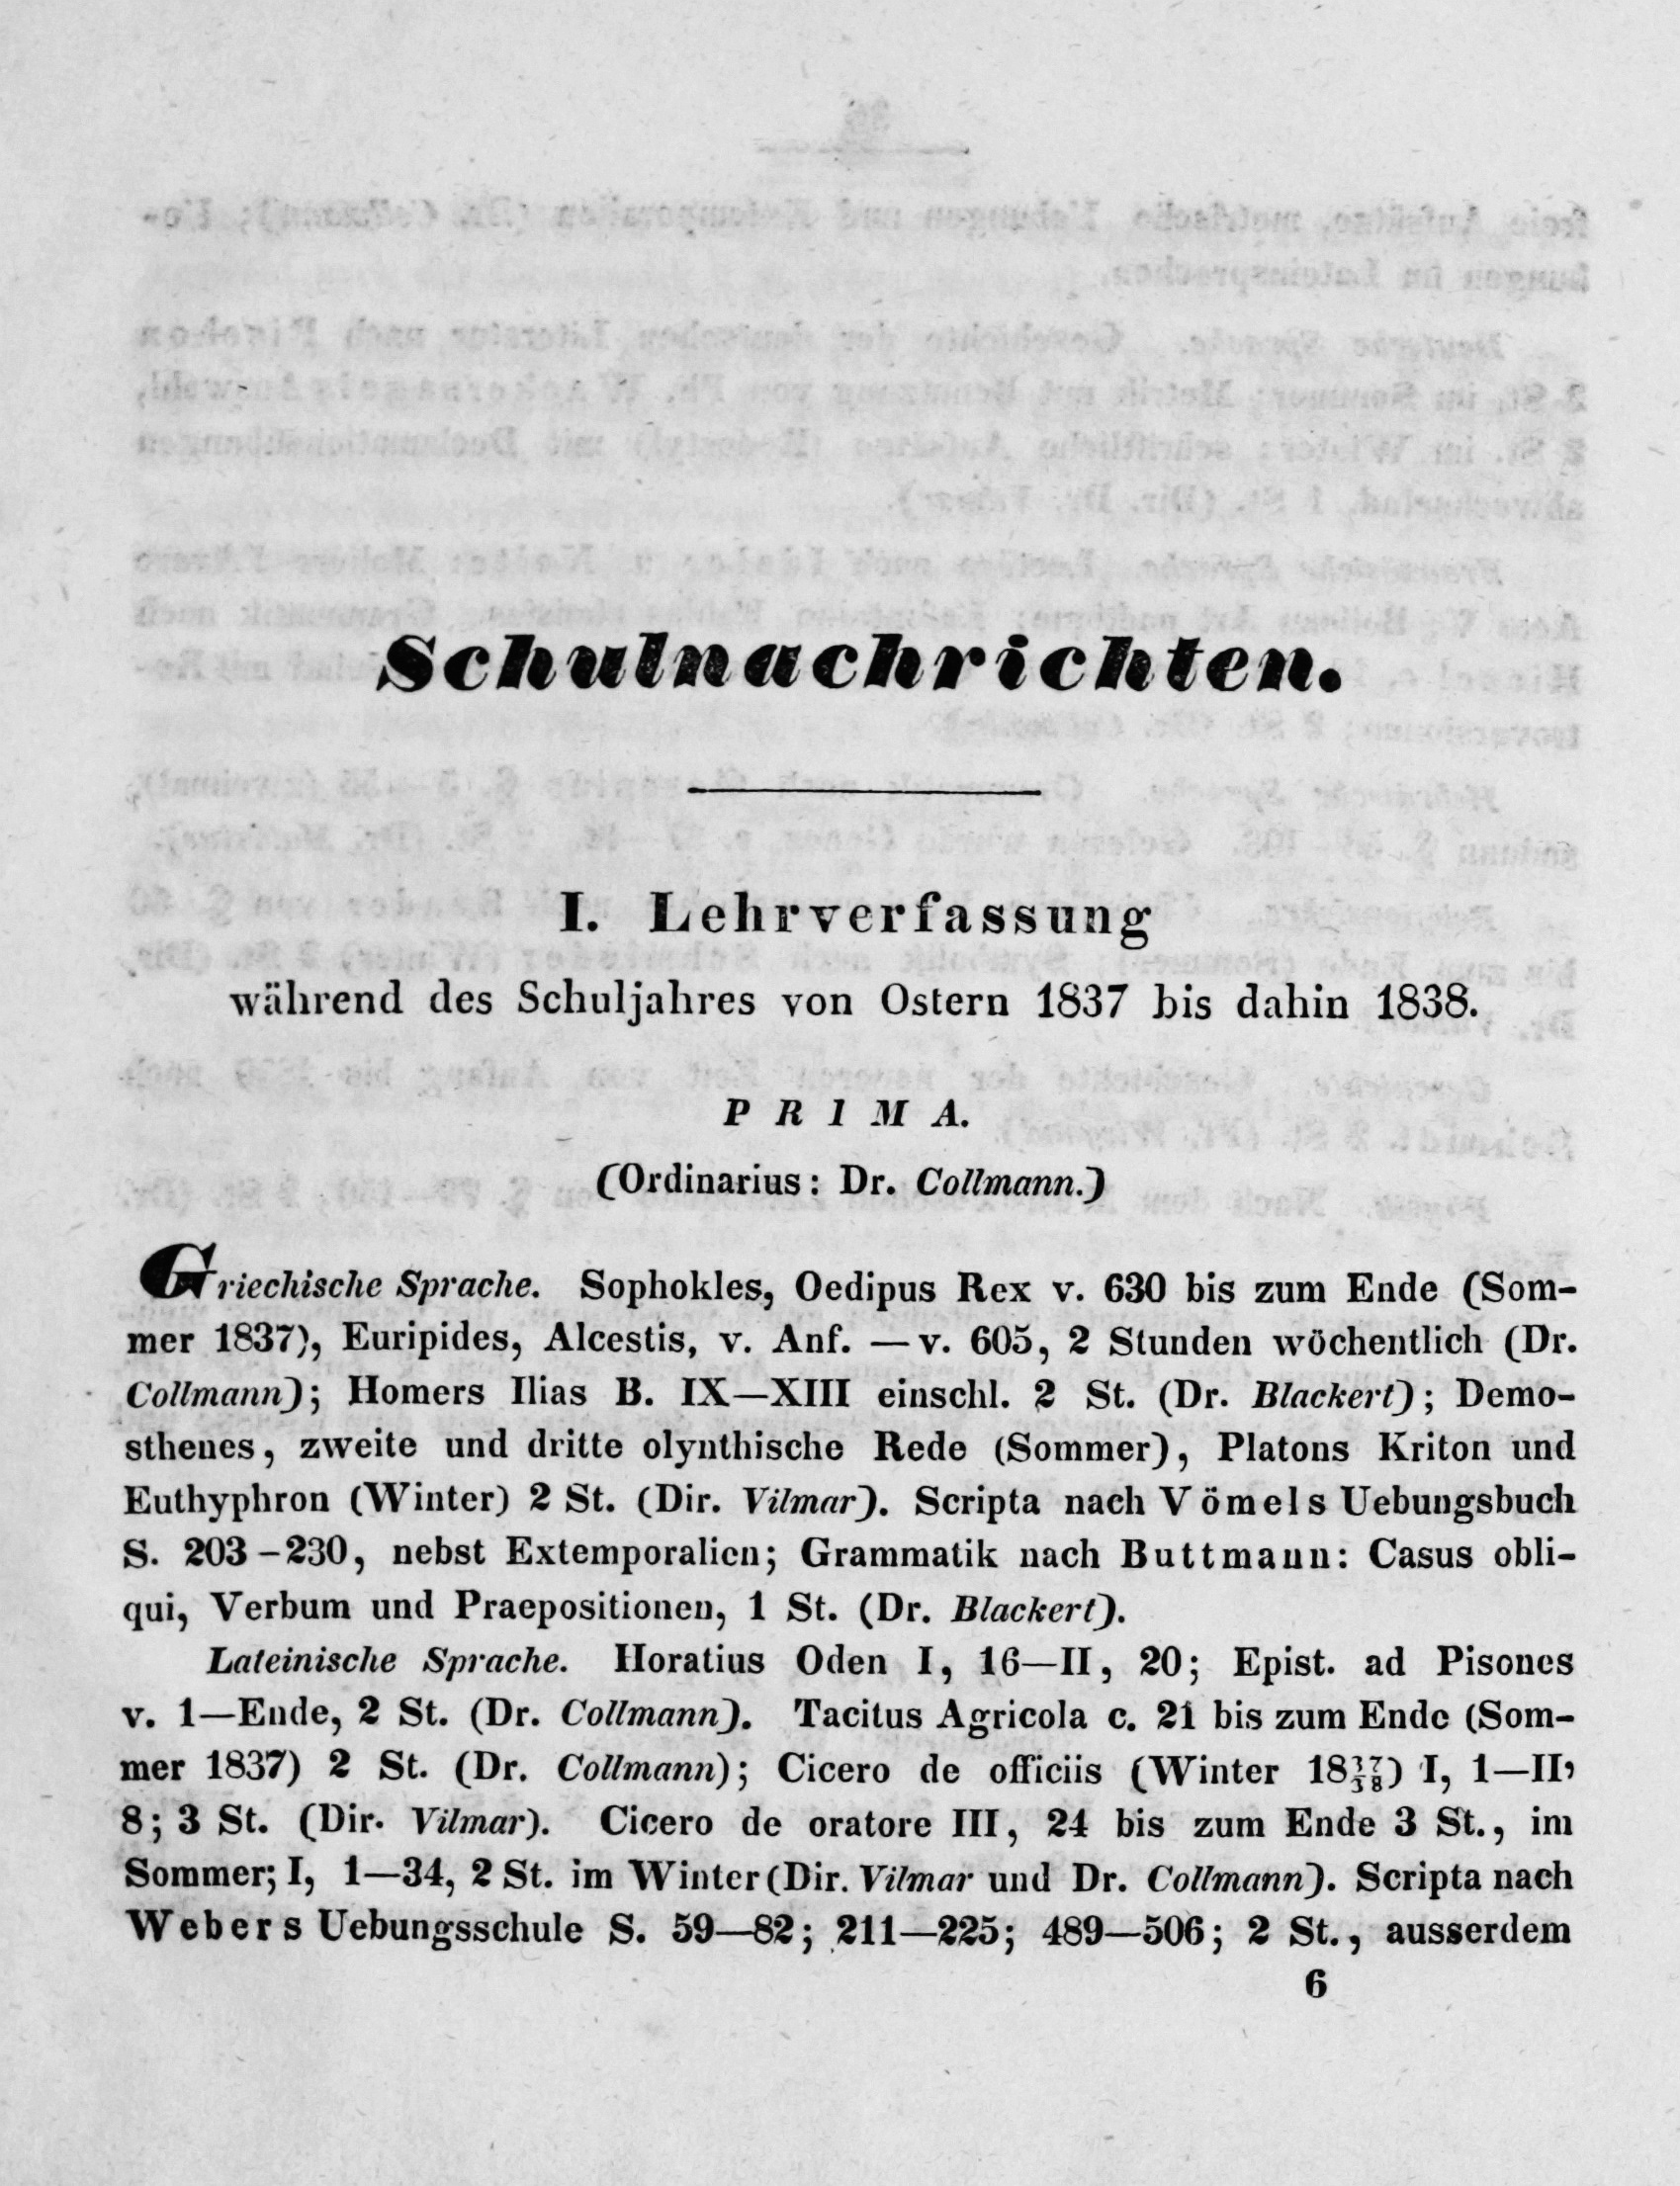 Schulnachrichten.
I. Lehrverfassung
während des Schuljahres von Ostern 1837 bis dahin 1838.
PRIMA.
(Ordinarius: Dr. Collmann.)
Griechische Sprache. Sophokles, Oedipus Rex v. 630 bis zum Ende (Som-
mer 1837), Euripides, Alcestis, v. Anf. — v. 605, 2 Stunden wöchentlich (Dr.
Collmann); Homers Ilias B. IX—XIII einschl. 2 St. (Dr. Blackert); Demo-
sthenes, zweite und dritte olynthische Rede (Sommer), Platons Kriton und
Euthyphron (Winter) 2 St. (Dir. Vilmar). Scripta nach Vömels Uebungsbuch
S. 203-230, nebst Extemporalien; Grammatik nach Buttmann: Casus obli-
qui, Verbum und Praepositionen, 1 St. (Dr. Blackert).
Lateinische Sprache. Horatius Oden I, 16—II, 20; Epist. ad Pisones
v. 1—Ende, 2 St. (Dr. Collmann). Tacitus Agricola c. 21 bis zum Ende (Som-
mer 1837) 2 St. (Dr. Collmann); Cicero de officiis (Winter 18 37/38) I, 1—II,
8; 3 St. (Dir. Vilmar). Cicero de oratore III, 24 bis zum Ende 3 St., im
Sommer; I, 1—34, 2 St. im Winter (Dir. Vilmar und Dr. Collmann). Scripta nach
Webers Uebungsschule S. 59—82; 211—225; 489—506; 2 St., ausserdem
6